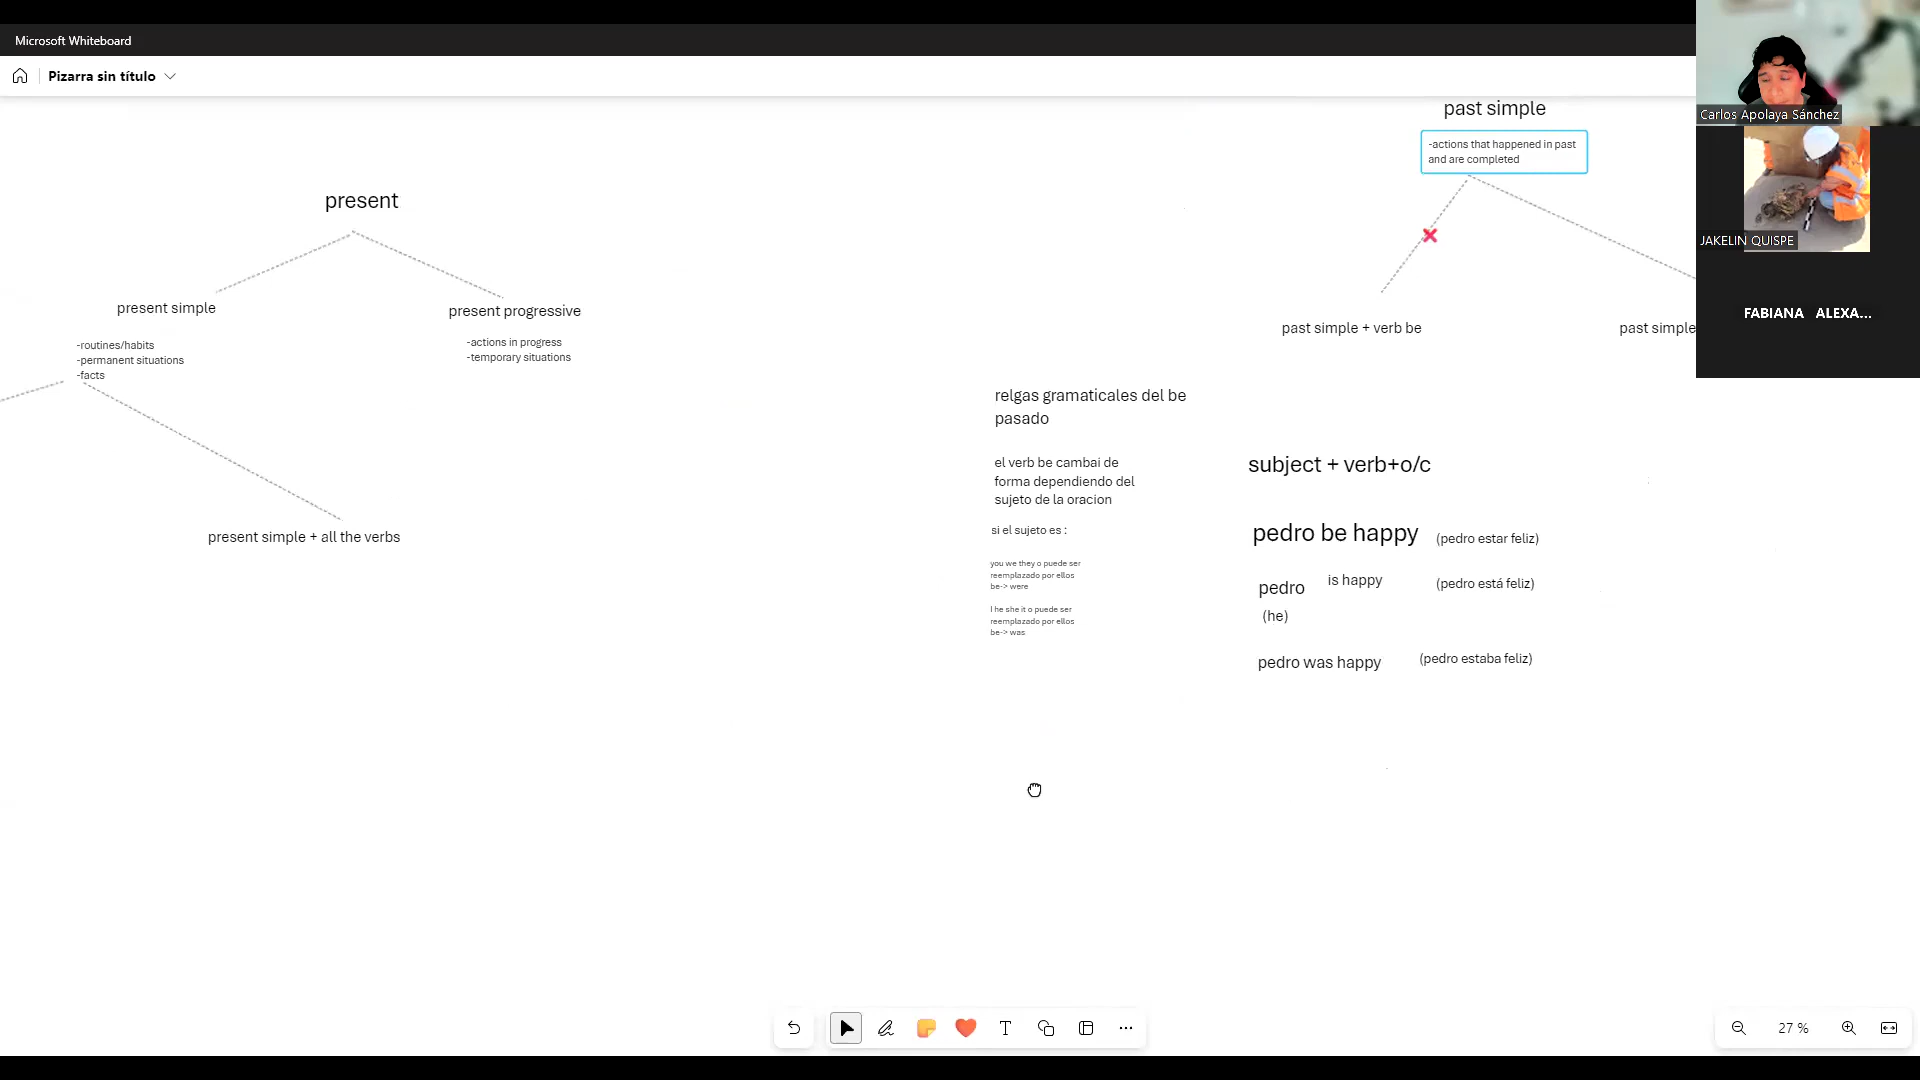 Microsoft Whiteboard
Pizarra sin título
present
present simple
-routines/habits
-permanent situations
-facts
present progressive
-actions in progress
-temporary situations
present simple + all the verbs
past simple
-actions that happened in past
and are completed
past simple + verb be
past simple
relgas gramaticales del be
pasado
el verb be cambai de
forma dependiendo del
sujeto de la oracion
si el sujeto es :
you we they o puede ser
reemplazado por ellos
be-> were
I he she it o puede ser
reemplazado por ellos
be-> was
subject + verb+o/c
pedro be happy (pedro estar feliz)
pedro is happy (pedro está feliz)
(he)
pedro was happy (pedro estaba feliz)
Carlos Apolaya Sánchez
JAKELIN QUISPE
FABIANA ALEXA...
27 %